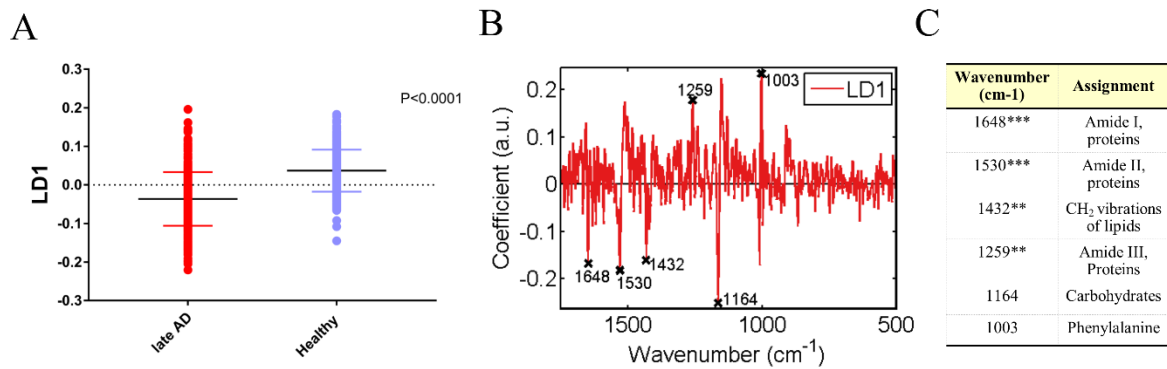 A
0.3
0.2
0.1
0.0
-0.1
-0.2
-0.3
LD1
P<0.0001
late AD
Healthy
B
0.2
0.1
0
-0.1
-0.2
Coefficient (a.u.)
1003
1259
LD1
1648
1530
1432
1164
1500
1000
500
Wavenumber (cm-1)
C
Wavenumber (cm-1) Assignment
1648*** Amide I, proteins
1530*** Amide II, proteins
1432** CH2 vibrations of lipids
1259** Amide III, Proteins
1164 Carbohydrates
1003 Phenylalanine